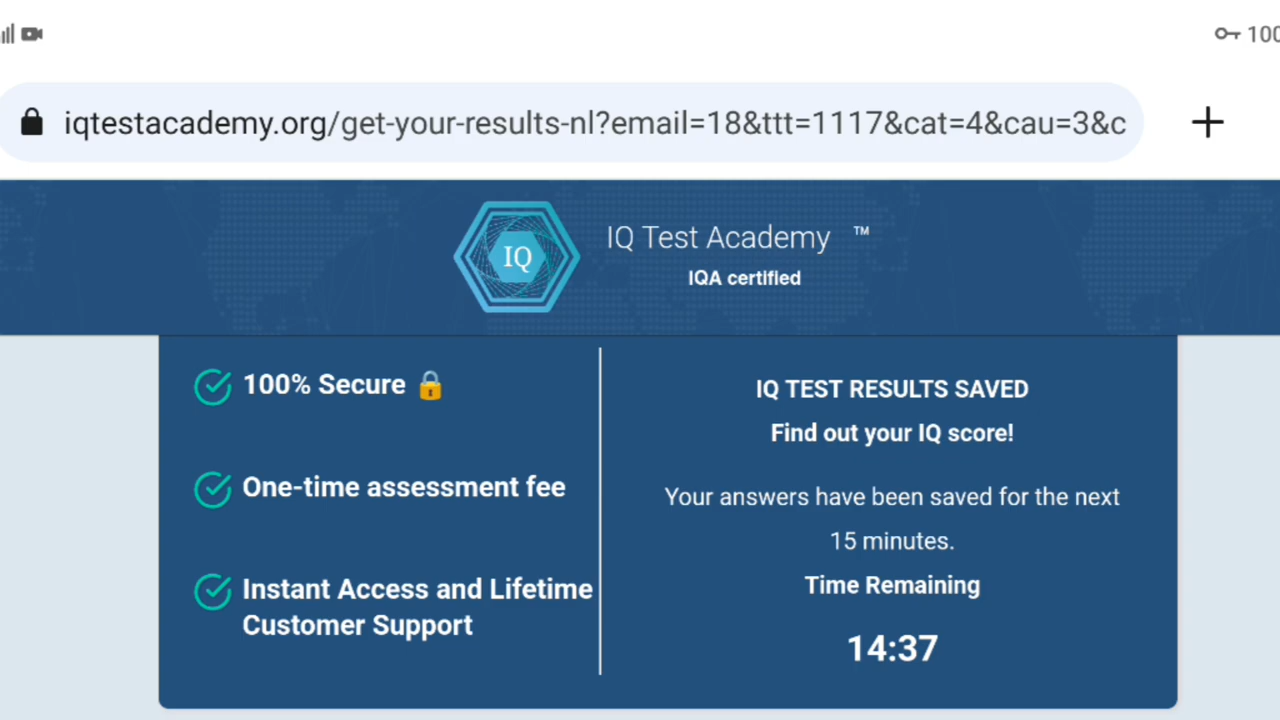 100
iqtestacademy.org/get-your-results-nl?email=18&ttt=1117&cat=4&cau=3&c
IQ
IQ Test Academy ™
IQA certified
100% Secure 🔒
One-time assessment fee
Instant Access and Lifetime
Customer Support
IQ TEST RESULTS SAVED
Find out your IQ score!
Your answers have been saved for the next
15 minutes.
Time Remaining
14:37